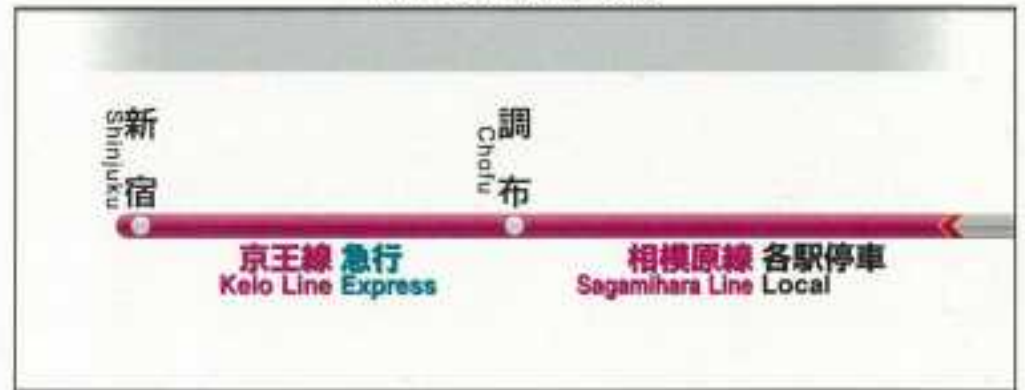 新宿
Shinjuku
調布
Chofu
京王線 急行
Keio Line Express
相模原線 各駅停車
Sagamihara Line Local